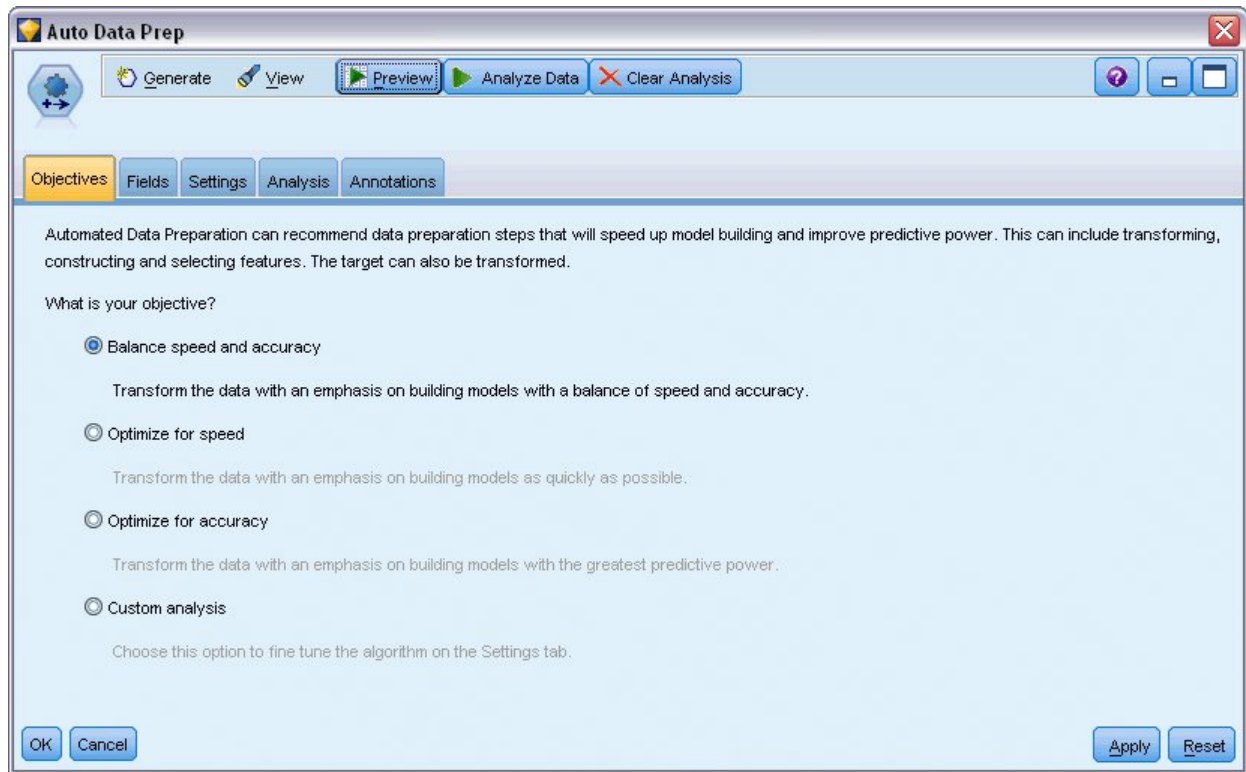 Auto Data Prep
Generate View Preview Analyze Data Clear Analysis
Objectives Fields Settings Analysis Annotations
Automated Data Preparation can recommend data preparation steps that will speed up model building and improve predictive power. This can include transforming,
constructing and selecting features. The target can also be transformed.
What is your objective?
Balance speed and accuracy
Transform the data with an emphasis on building models with a balance of speed and accuracy.
Optimize for speed
Transform the data with an emphasis on building models as quickly as possible.
Optimize for accuracy
Transform the data with an emphasis on building models with the greatest predictive power.
Custom analysis
Choose this option to fine tune the algorithm on the Settings tab.
OK Cancel Apply Reset